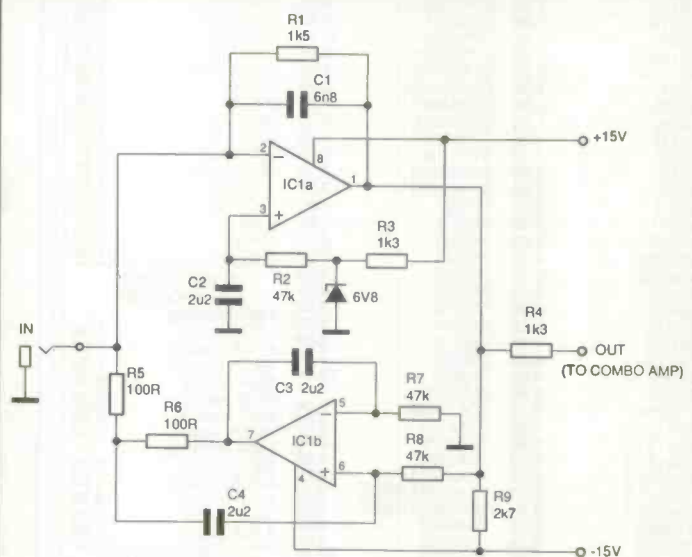 R1
1k5
C1
6n8
2
−
8
+15V
IC1a
1
3
+
R3
1k3
C2
2u2
R2
47k
6V8
R4
1k3
IN
OUT
(TO COMBO AMP)
R5
100R
C3 2u2
R7
47k
R6
100R
5
−
7
IC1b
R8
47k
6
+
4
R9
2k7
C4
2u2
-15V